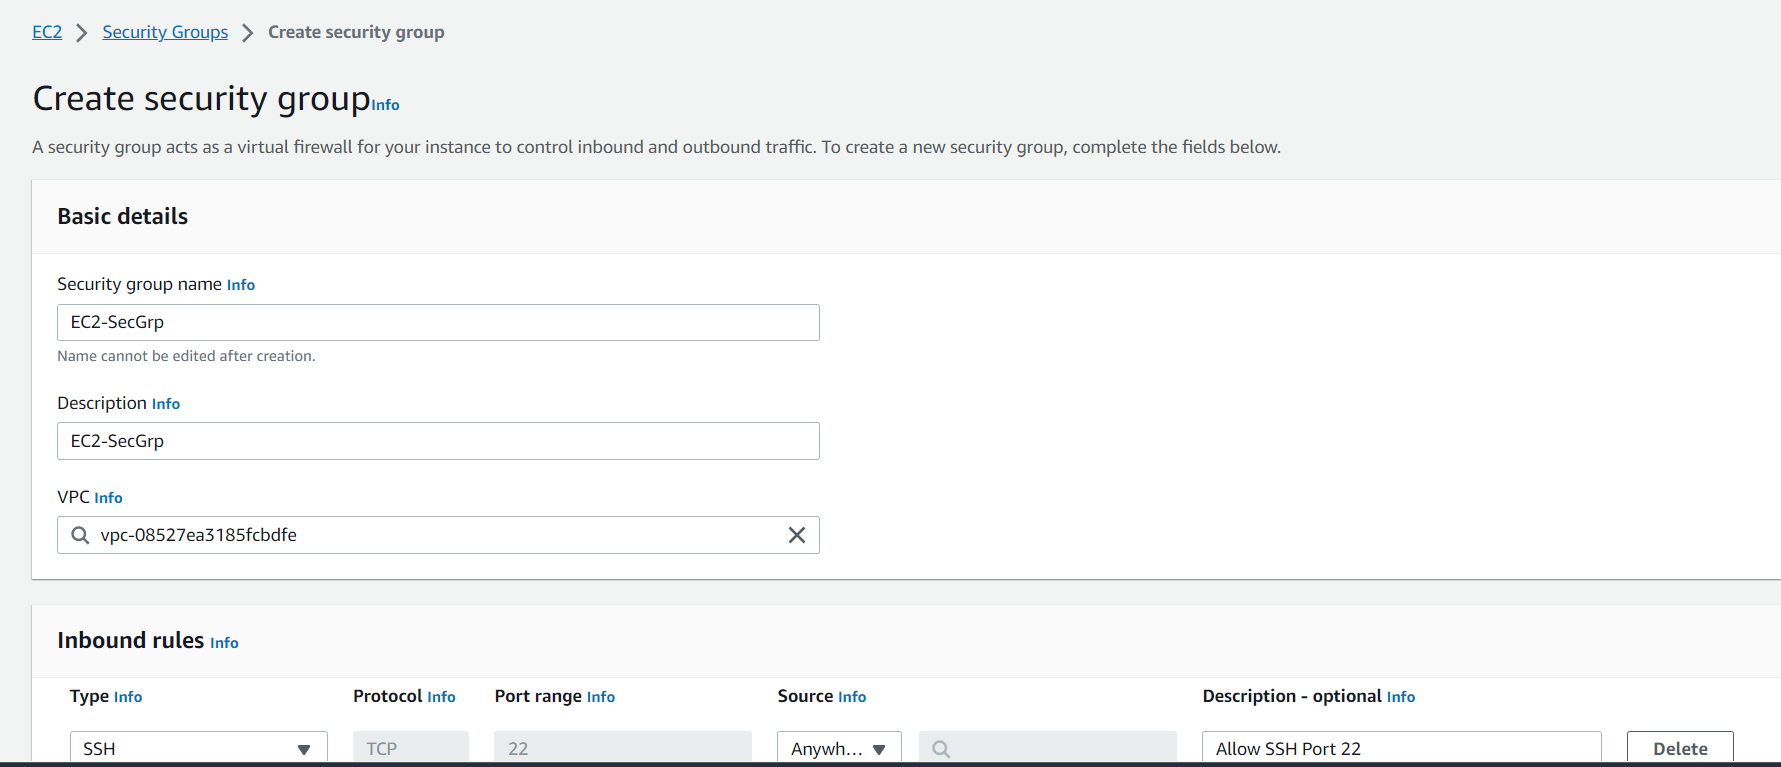 EC2 Security Groups Create security group
Create security group Info
A security group acts as a virtual firewall for your instance to control inbound and outbound traffic. To create a new security group, complete the fields below.
Basic details
Security group name Info
EC2-SecGrp
Name cannot be edited after creation.
Description Info
EC2-SecGrp
VPC Info
vpc-08527ea3185fcbdfe
Inbound rules Info
Type Info Protocol Info Port range Info Source Info Description - optional Info
SSH TCP 22 Anywh... Allow SSH Port 22 Delete